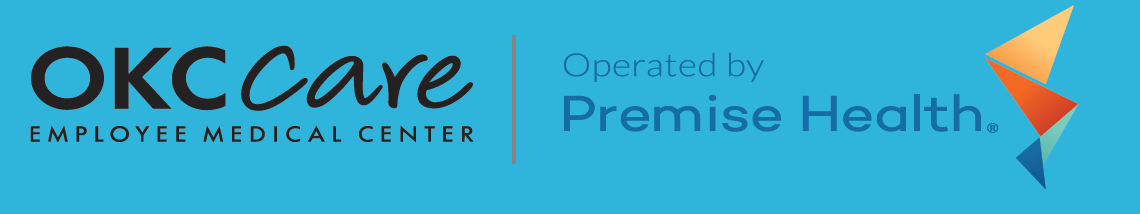 OKC Care
EMPLOYEE MEDICAL CENTER
Operated by
Premise Health®